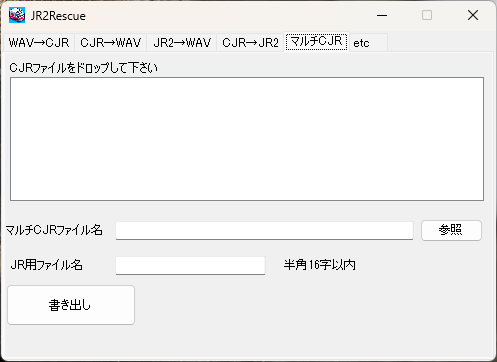 JR2Rescue
WAV→CJR CJR→WAV JR2→WAV CJR→JR2 マルチCJR etc
CJRファイルをドロップして下さい
マルチCJRファイル名 参照
JR用ファイル名 半角16字以内
書き出し